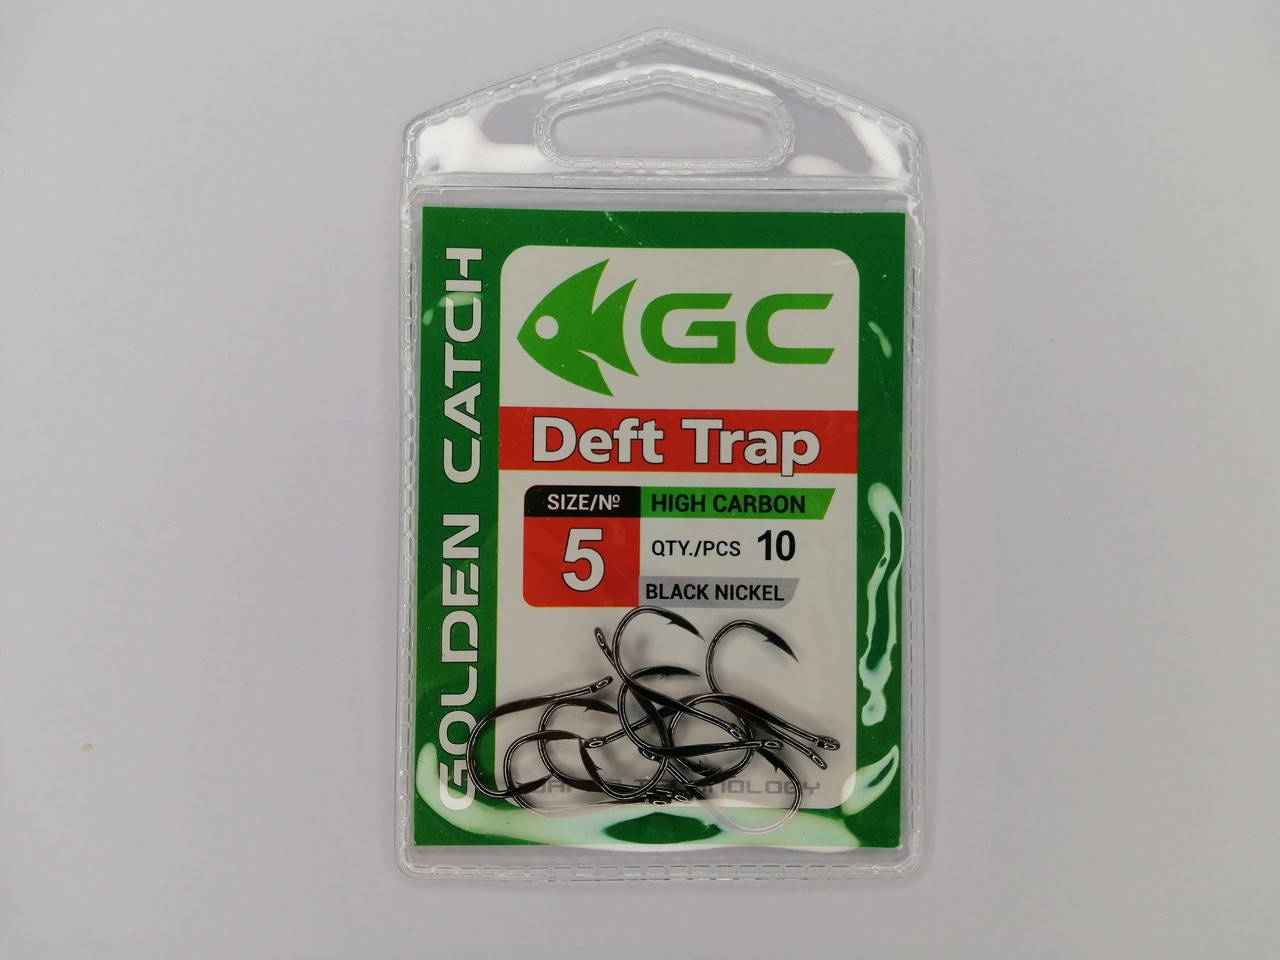 GOLDEN CATCH
GC
Deft Trap
SIZE/№
5
HIGH CARBON
QTY./PCS 10
BLACK NICKEL